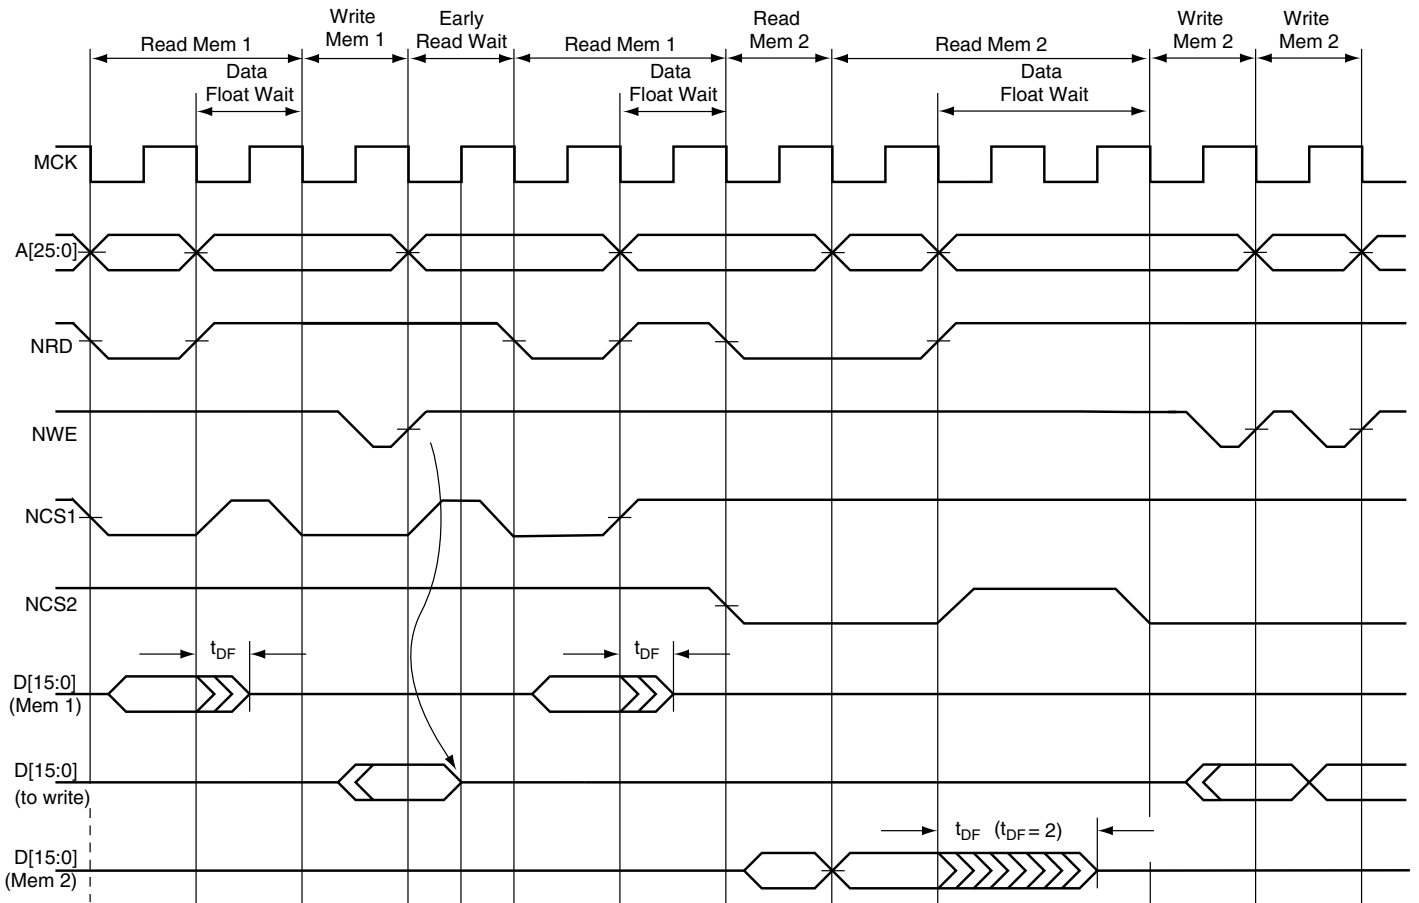 Write Early Read Write Write
Read Mem 1 Mem 1 Read Wait Read Mem 1 Mem 2 Read Mem 2 Mem 2 Mem 2
Data Data Data
Float Wait Float Wait Float Wait
MCK
A[25:0]
NRD
NWE
NCS1
NCS2
tDF tDF
D[15:0]
(Mem 1)
D[15:0]
(to write)
tDF (tDF = 2)
D[15:0]
(Mem 2)